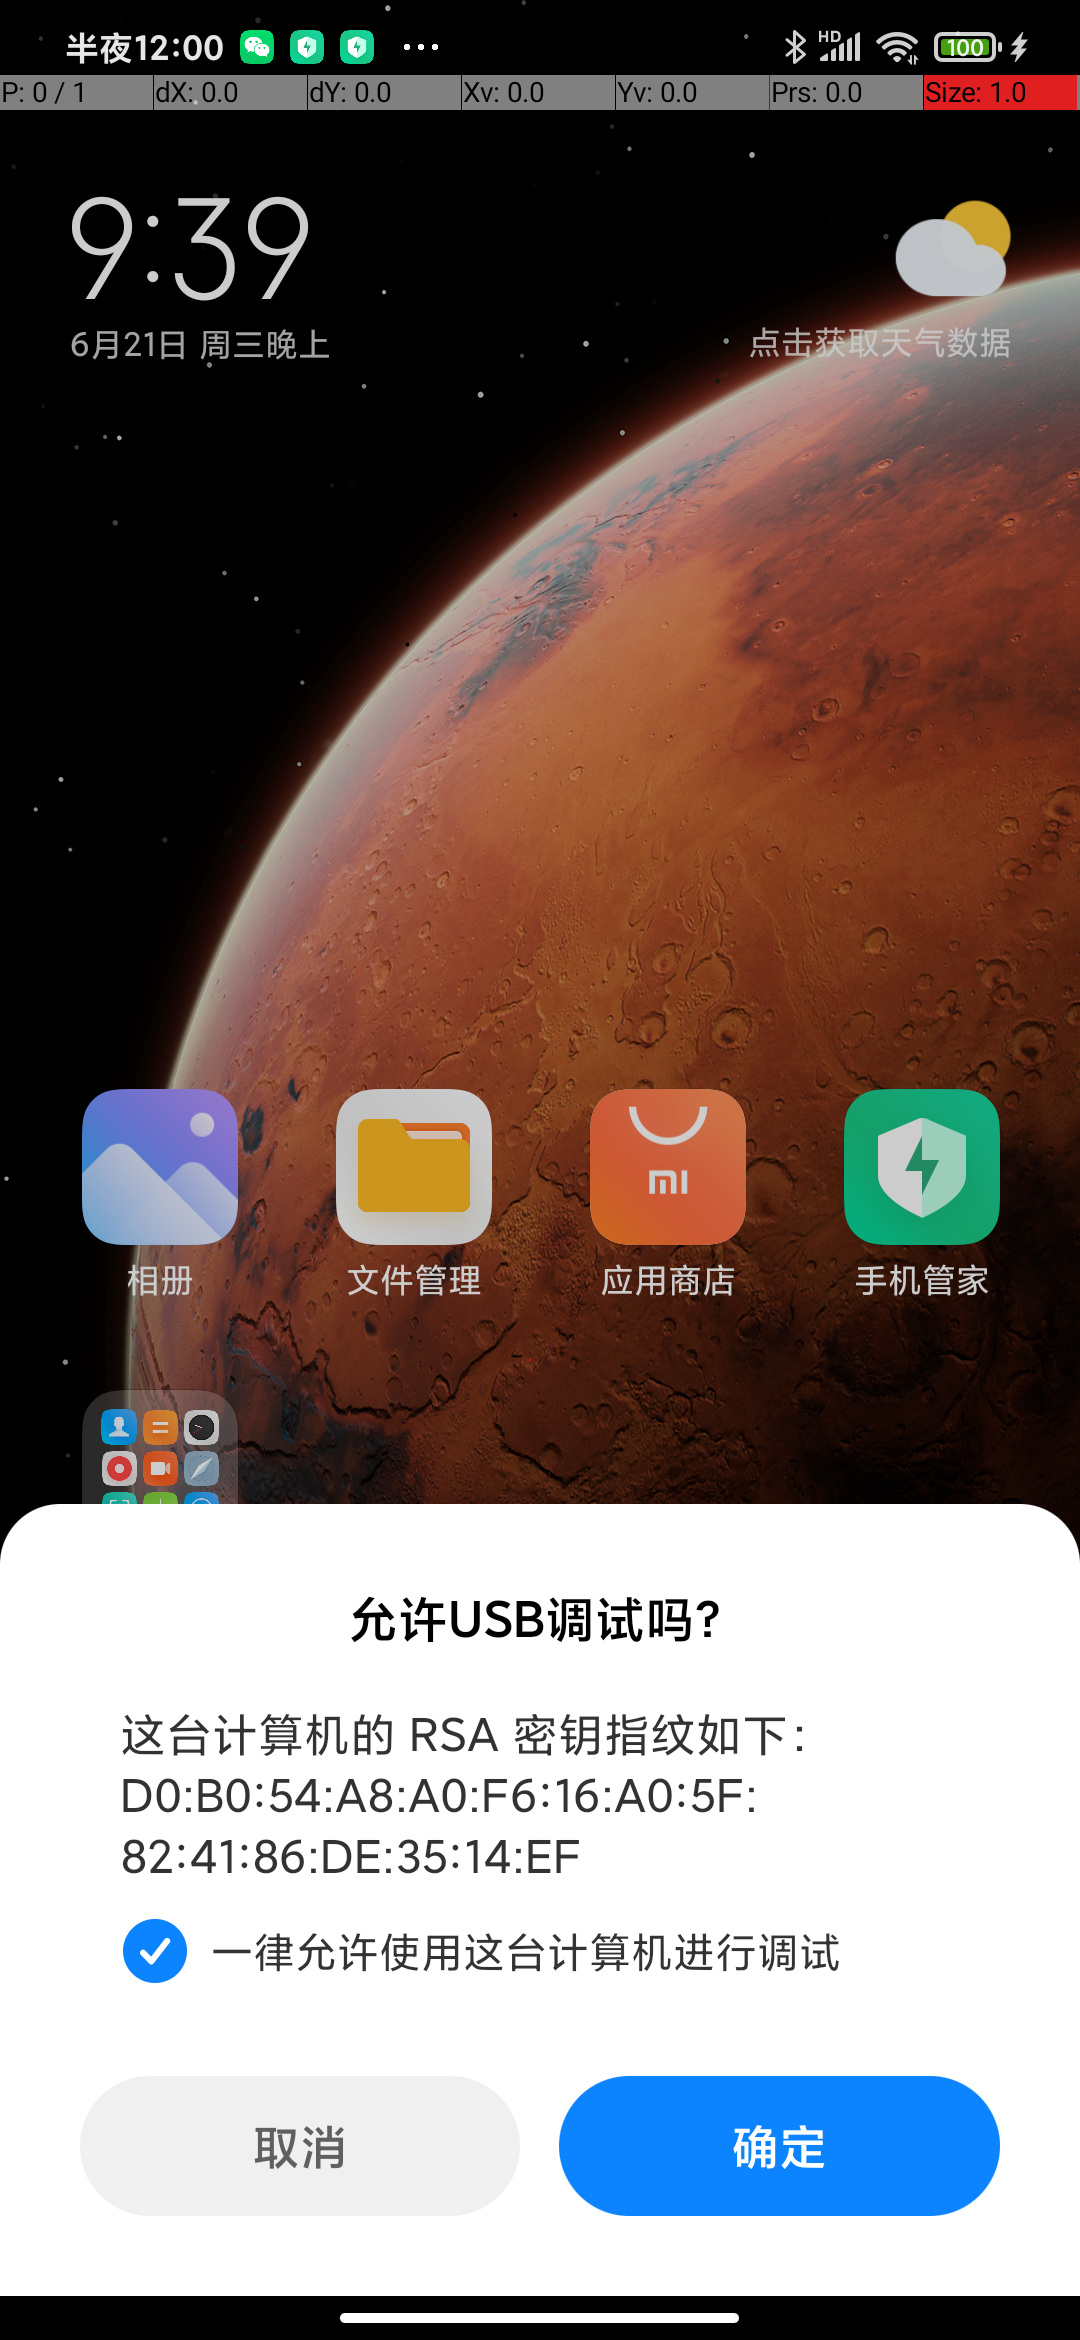 半夜12:00
HD
100
P: 0 / 1
dX: 0.0
dY: 0.0
Xv: 0.0
Yv: 0.0
Prs: 0.0
Size: 1.0
9:39
6月21日 周三晚上
点击获取天气数据
mi
相册
文件管理
应用商店
手机管家
允许USB调试吗?
这台计算机的 RSA 密钥指纹如下:
D0:B0:54:A8:A0:F6:16:A0:5F:
82:41:86:DE:35:14:EF
一律允许使用这台计算机进行调试
取消
确定